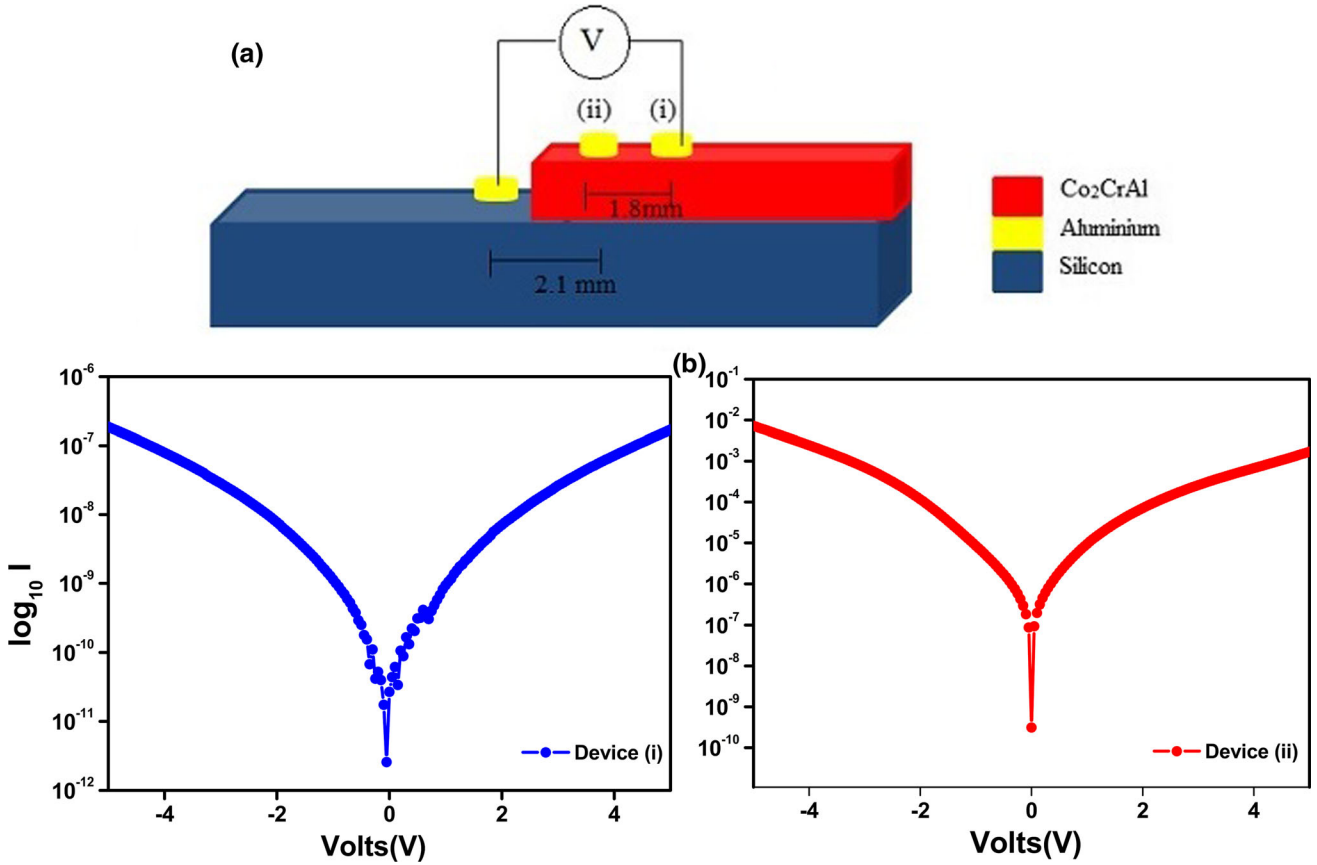 (a)
V
(ii)
(i)
1.8mm
2.1 mm
Co₂CrAl
Aluminium
Silicon
(b)
10⁻⁶
10⁻⁷
10⁻⁸
10⁻⁹
10⁻¹⁰
10⁻¹¹
10⁻¹²
log₁₀ I
-4
-2
0
2
4
Volts(V)
Device (i)
10⁻¹
10⁻²
10⁻³
10⁻⁴
10⁻⁵
10⁻⁶
10⁻⁷
10⁻⁸
10⁻⁹
10⁻¹⁰
-4
-2
0
2
4
Volts(V)
Device (ii)